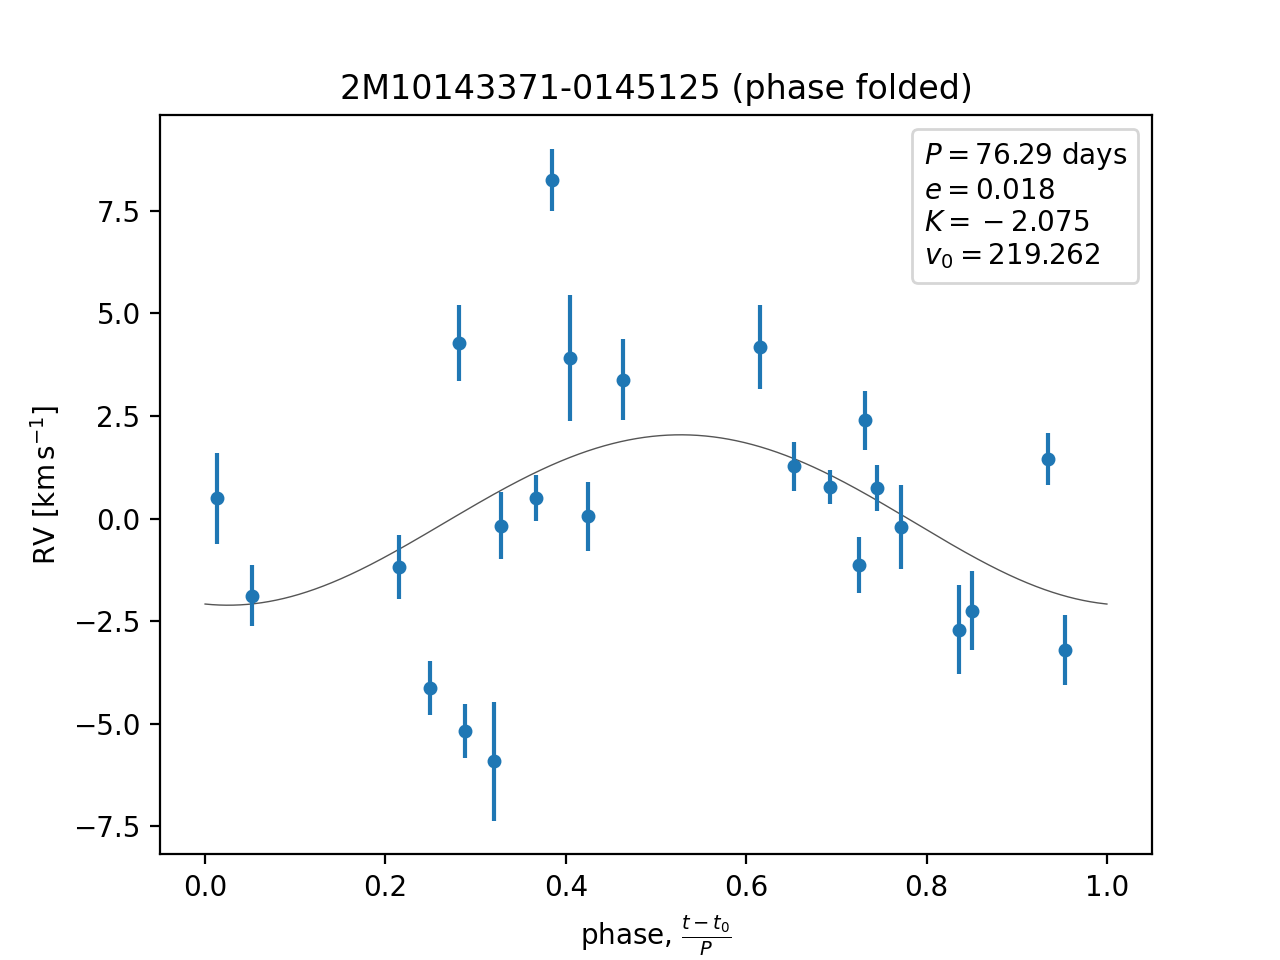 2M10143371-0145125 (phase folded)
P = 76.29 days
e = 0.018
K = −2.075
v₀ = 219.262
7.5
5.0
2.5
0.0
−2.5
−5.0
−7.5
RV [km s⁻¹]
0.0 0.2 0.4 0.6 0.8 1.0
phase, (t − t₀)/P